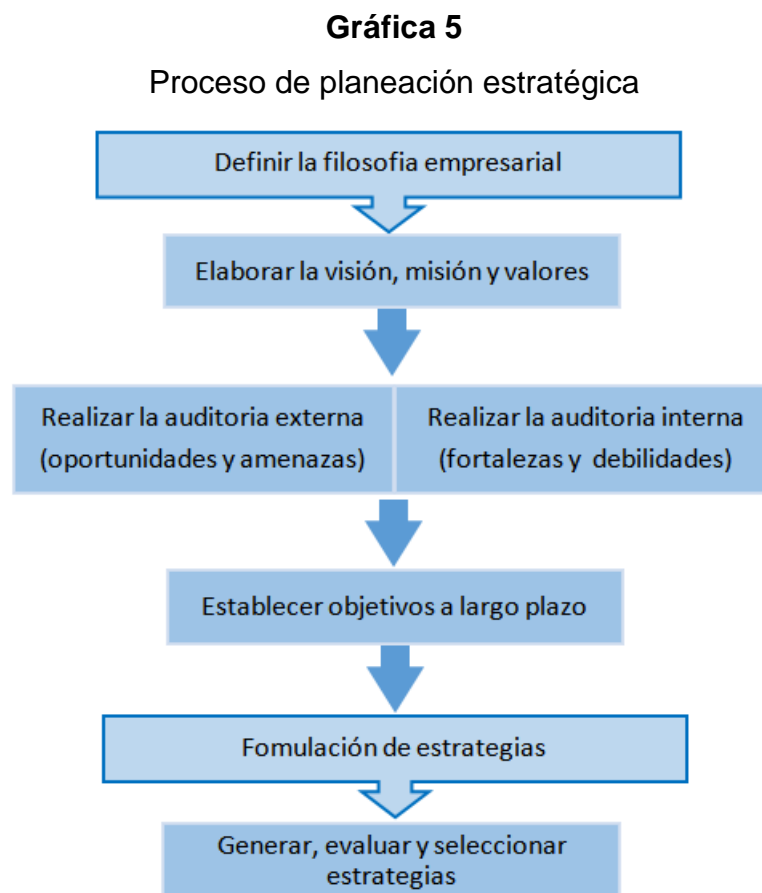 Gráfica 5
Proceso de planeación estratégica
Definir la filosofia empresarial
Elaborar la visión, misión y valores
Realizar la auditoria externa
(oportunidades y amenazas)
Realizar la auditoria interna
(fortalezas y debilidades)
Establecer objetivos a largo plazo
Fomulación de estrategias
Generar, evaluar y seleccionar
estrategias